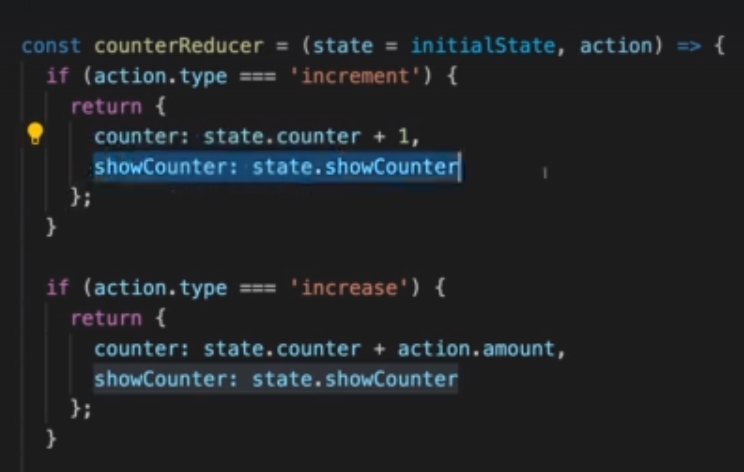 const counterReducer = (state = initialState, action) => {
if (action.type === 'increment') {
return {
counter: state.counter + 1,
showCounter: state.showCounter
};
}
if (action.type === 'increase') {
return {
counter: state.counter + action.amount,
showCounter: state.showCounter
};
}